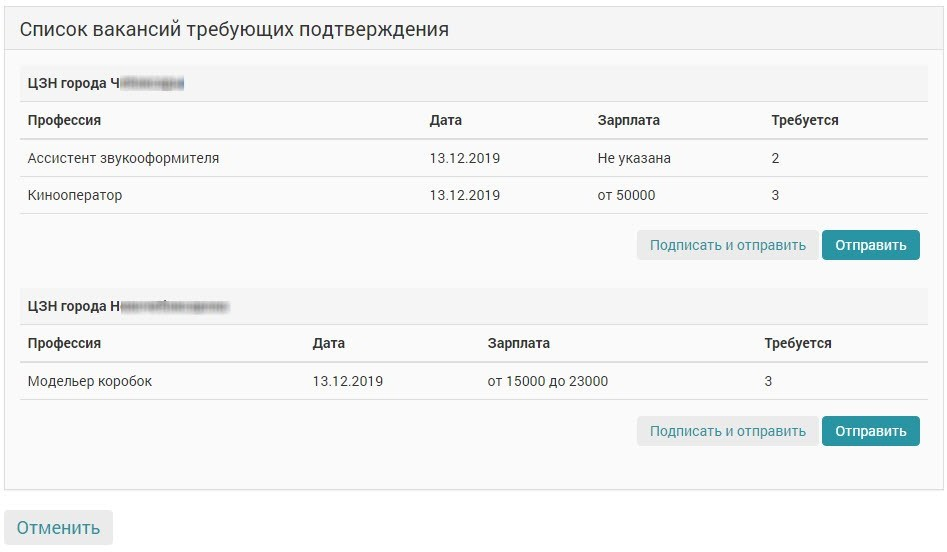 Список вакансий требующих подтверждения
ЦЗН города
Профессия Дата Зарплата Требуется
Ассистент звукооформителя 13.12.2019 Не указана 2
Кинооператор 13.12.2019 от 50000 3
Подписать и отправить Отправить
ЦЗН города
Профессия Дата Зарплата Требуется
Модельер коробок 13.12.2019 от 15000 до 23000 3
Подписать и отправить Отправить
Отменить